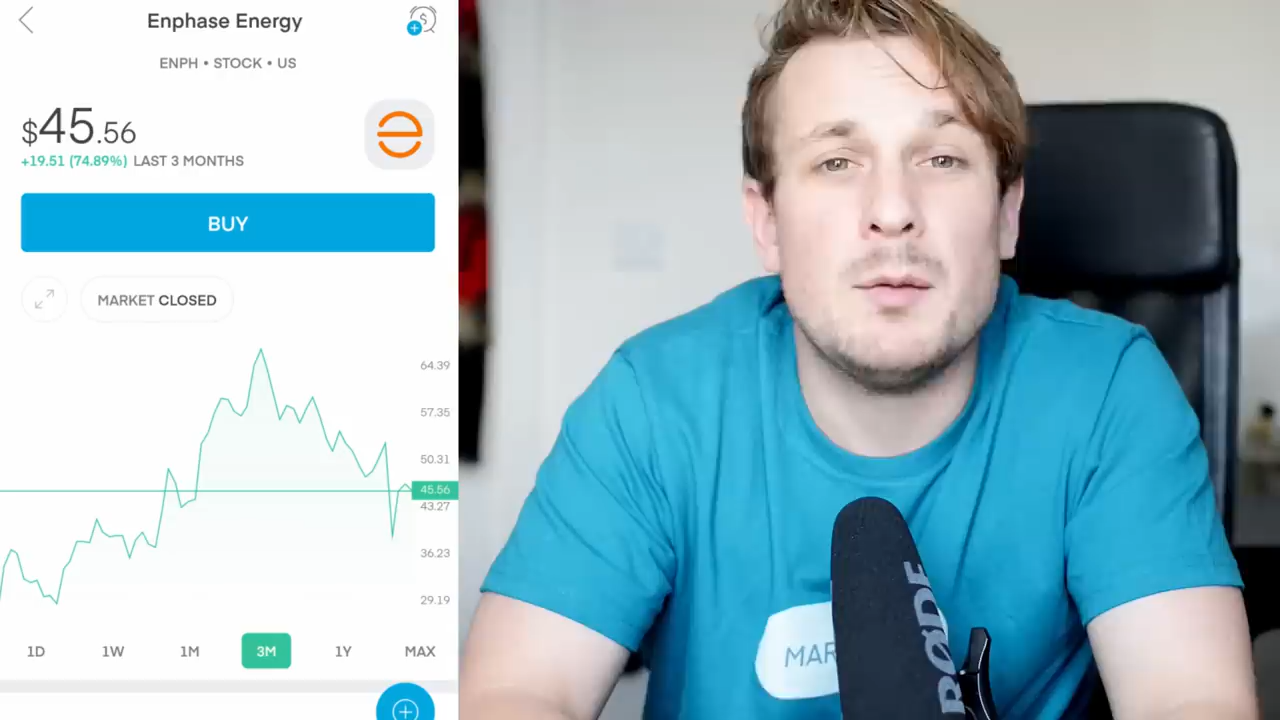 Enphase Energy
ENPH • STOCK • US
$45.56
+19.51 (74.89%) LAST 3 MONTHS
BUY
MARKET CLOSED
64.39
57.35
50.31
45.56
43.27
36.23
29.19
1D 1W 1M 3M 1Y MAX
MAR
RØDE